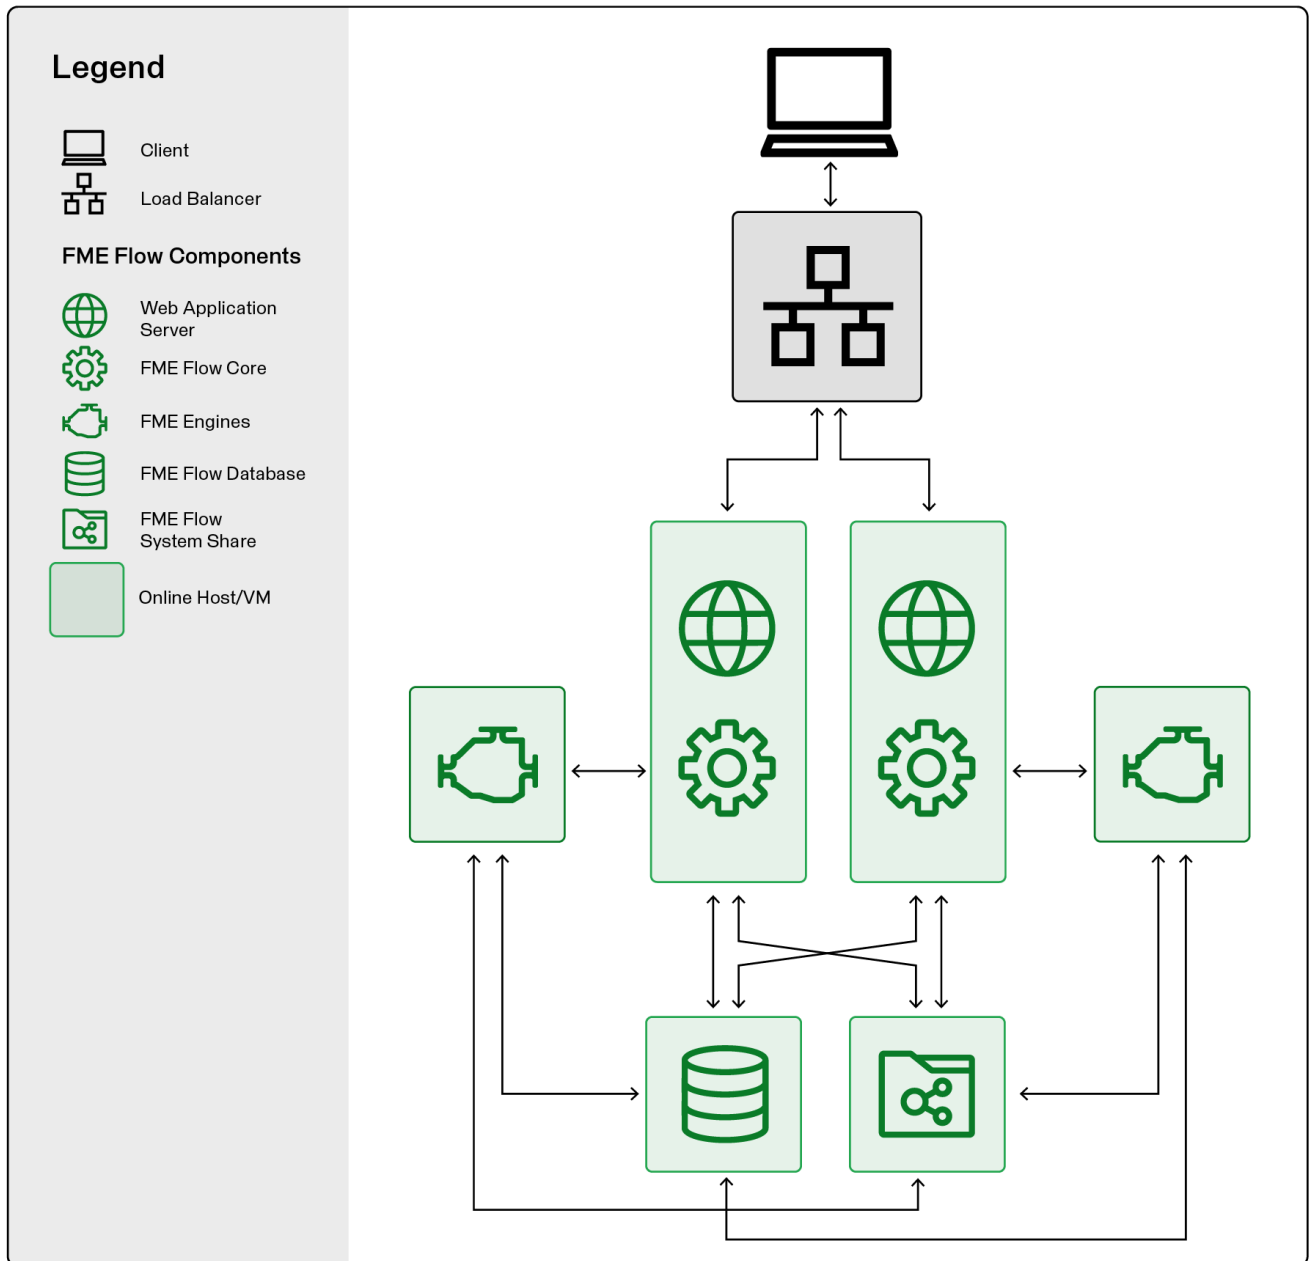 Legend
Client
Load Balancer
FME Flow Components
Web Application
Server
FME Flow Core
FME Engines
FME Flow Database
FME Flow
System Share
Online Host/VM